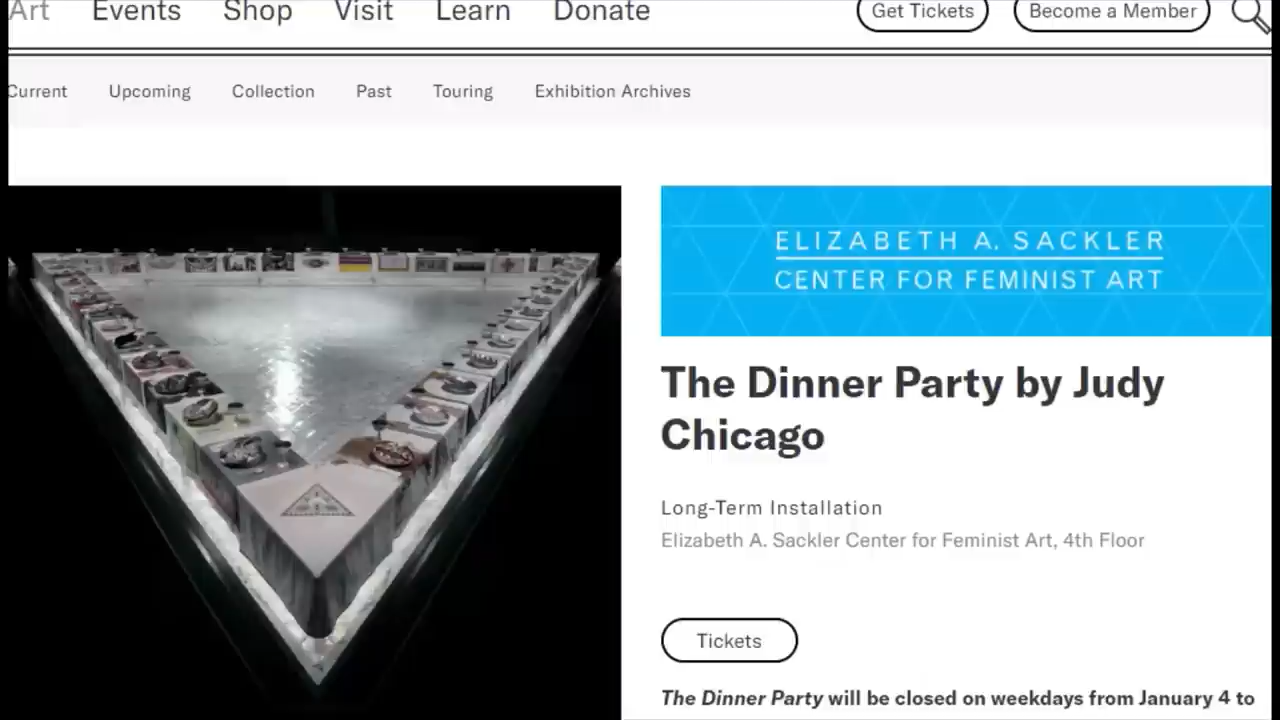 Art Events Shop Visit Learn Donate Get Tickets Become a Member
Current Upcoming Collection Past Touring Exhibition Archives
ELIZABETH A. SACKLER
CENTER FOR FEMINIST ART
The Dinner Party by Judy
Chicago
Long-Term Installation
Elizabeth A. Sackler Center for Feminist Art, 4th Floor
Tickets
The Dinner Party will be closed on weekdays from January 4 to